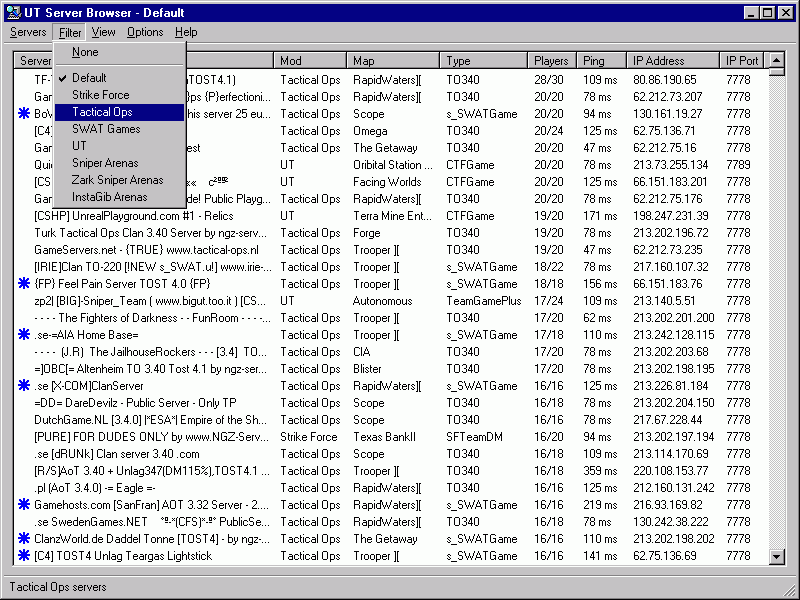 UT Server Browser - Default
Servers Filter View Options Help
None
Default
Strike Force
Tactical Ops
SWAT Games
UT
Sniper Arenas
Zark Sniper Arenas
InstaGib Arenas
Server Mod Map Type Players Ping IP Address IP Port
TF- TOST4.1) Tactical Ops RapidWaters][ TO340 28/30 109 ms 80.86.190.65 7778
Gar ps {P}erfectioni... Tactical Ops RapidWaters][ TO340 20/20 78 ms 62.212.73.207 7778
BoV his server 25 eu... Tactical Ops Scope s_SWATGame 20/20 94 ms 130.161.19.27 7778
[C4] Tactical Ops Omega TO340 20/24 125 ms 62.75.136.71 7778
Gar est Tactical Ops The Getaway TO340 20/20 47 ms 62.212.75.16 7778
Quic UT Orbital Station ... CTFGame 20/20 78 ms 213.73.255.134 7789
[CS UT Facing Worlds CTFGame 20/20 78 ms 66.151.183.201 7778
Gar de! Public Playg... Tactical Ops RapidWaters][ TO340 20/20 78 ms 62.212.75.176 7778
[CSHP] UnrealPlayground.com #1 - Relics UT Terra Mine Ent... CTFGame 19/20 171 ms 198.247.231.39 7778
Turk Tactical Ops Clan 3.40 Server by ngz-serv... Tactical Ops Forge TO340 19/20 78 ms 213.202.196.72 7778
GameServers.net - {TRUE} www.tactical-ops.nl Tactical Ops Trooper ][ TO340 19/20 47 ms 62.212.73.235 7778
[IRIE]Clan TO-220 [!NEW s_SWAT.u!] www.irie-... Tactical Ops Trooper ][ s_SWATGame 18/22 78 ms 217.160.107.32 7778
{FP} Feel Pain Server TOST 4.0 {FP} Tactical Ops Trooper ][ s_SWATGame 18/18 156 ms 66.151.183.76 7778
zp2| [BIG]-Sniper_Team ( www.bigut.too.it ) [CS... UT Autonomous TeamGamePlus 17/24 109 ms 213.140.5.51 7778
- - - - The Fighters of Darkness - - FunRoom - - -... Tactical Ops Trooper ][ TO340 17/20 62 ms 213.202.201.200 7778
.se-=AIA Home Base= Tactical Ops Trooper ][ s_SWATGame 17/18 110 ms 213.242.128.115 7778
- - - - (J.R) The JailhouseRockers - - - [3.4] TO... Tactical Ops CIA TO340 17/20 78 ms 213.202.203.68 7778
=]OBC[= Altenheim TO 3.40 Tost 4.1 by ngz-ser... Tactical Ops Blister TO340 17/20 78 ms 213.202.198.195 7778
.se [X-COM]ClanServer Tactical Ops RapidWaters][ s_SWATGame 16/16 125 ms 213.226.81.184 7778
=DD= DareDevilz - Public Server - Only TP Tactical Ops Scope TO340 16/16 78 ms 213.202.204.150 7778
DutchGame.NL [3.4.0] |*ESA*| Empire of the Sh... Tactical Ops Scope TO340 16/16 78 ms 217.67.228.44 7778
[PURE] FOR DUDES ONLY by www.NGZ-Serv... Strike Force Texas BankII SFTeamDM 16/20 94 ms 213.202.197.194 7778
.se [dRUNk] Clan server 3.40 .com Tactical Ops Scope TO340 16/18 109 ms 213.114.170.69 7778
[R/S]AoT 3.40 + Unlag347(DM115%),TOST4.1 ... Tactical Ops Trooper ][ TO340 16/18 359 ms 220.108.153.77 7778
.pl (AoT 3.4.0) -= Eagle =- Tactical Ops RapidWaters][ TO340 16/16 125 ms 212.160.131.242 7778
Gamehosts.com [SanFran] AOT 3.32 Server - 2.... Tactical Ops RapidWaters][ s_SWATGame 16/16 219 ms 216.93.169.82 7778
.se SwedenGames.NET °º-*(CFS)*-º° PublicSe... Tactical Ops RapidWaters][ TO340 16/18 78 ms 130.242.38.222 7778
ClanzWorld.de Daddel Tonne [TOST4] - by ngz-... Tactical Ops The Getaway s_SWATGame 16/16 78 ms 213.202.198.202 7778
[C4] TOST4 Unlag Teargas Lightstick Tactical Ops Trooper ][ s_SWATGame 16/16 141 ms 62.75.136.69 7778
Tactical Ops servers